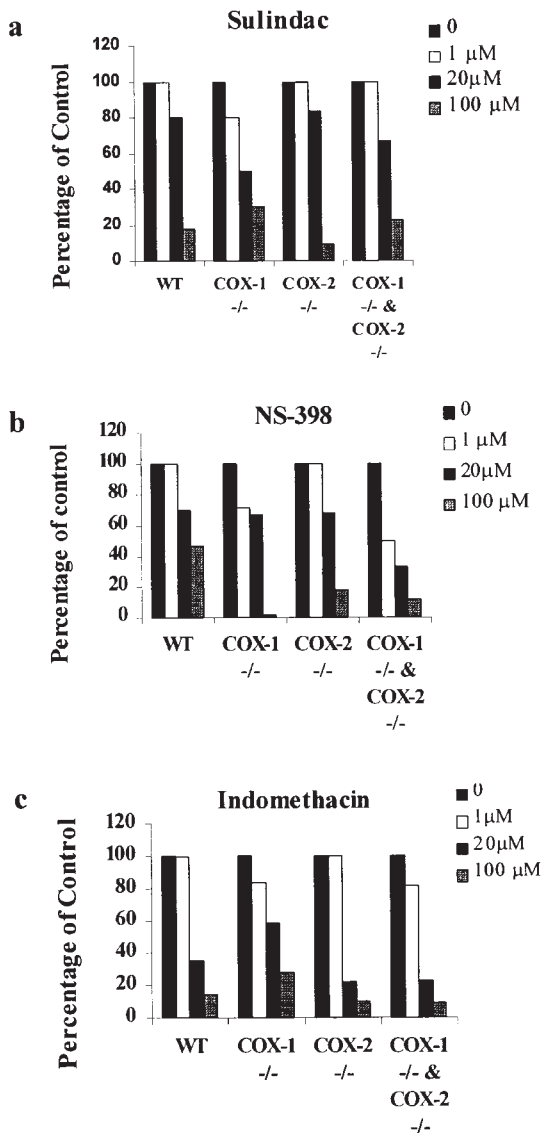 a
Sulindac
0
1 μM
20μM
100 μM
Percentage of Control
120
100
80
60
40
20
0
WT
COX-1
-/-
COX-2
-/-
COX-1
-/- &
COX-2
-/-
b
NS-398
0
1 μM
20μM
100 μM
Percentage of control
120
100
80
60
40
20
0
WT
COX-1
-/-
COX-2
-/-
COX-1
-/- &
COX-2
-/-
c
Indomethacin
0
1μM
20μM
100 μM
Percentage of Control
120
100
80
60
40
20
0
WT
COX-1
-/-
COX-2
-/-
COX-1
-/- &
COX-2
-/-